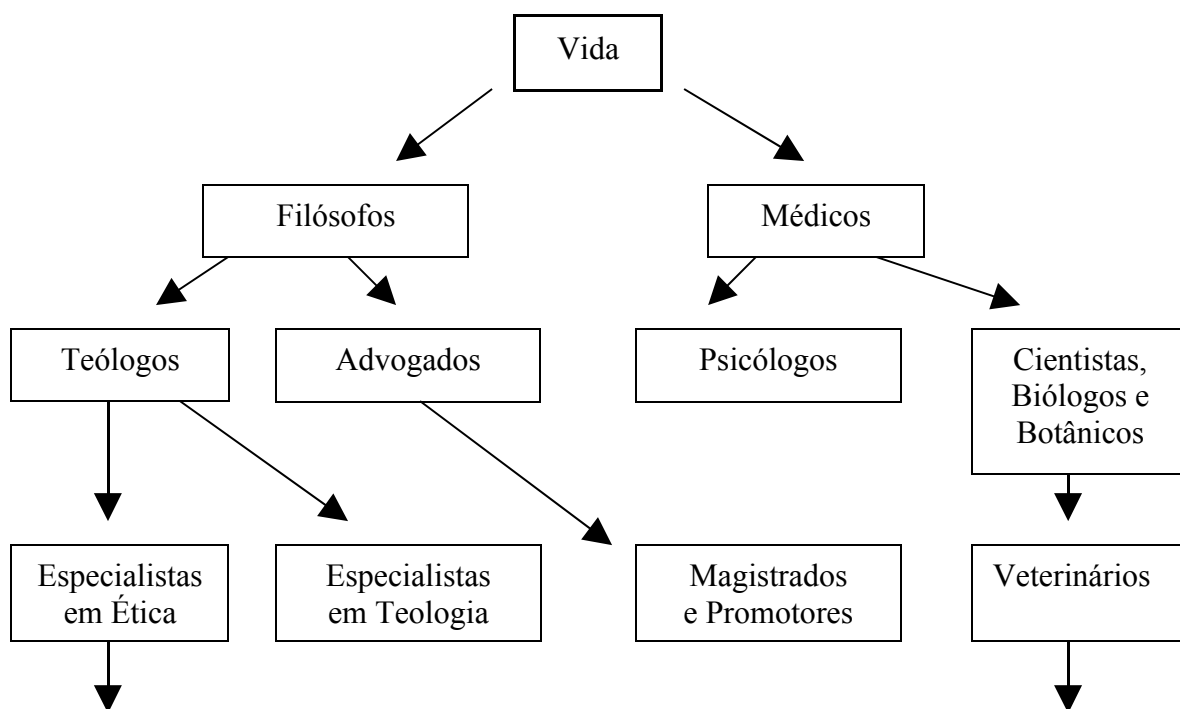 Vida
Filósofos
Médicos
Teólogos
Advogados
Psicólogos
Cientistas,
Biólogos e
Botânicos
Especialistas
em Ética
Especialistas
em Teologia
Magistrados
e Promotores
Veterinários